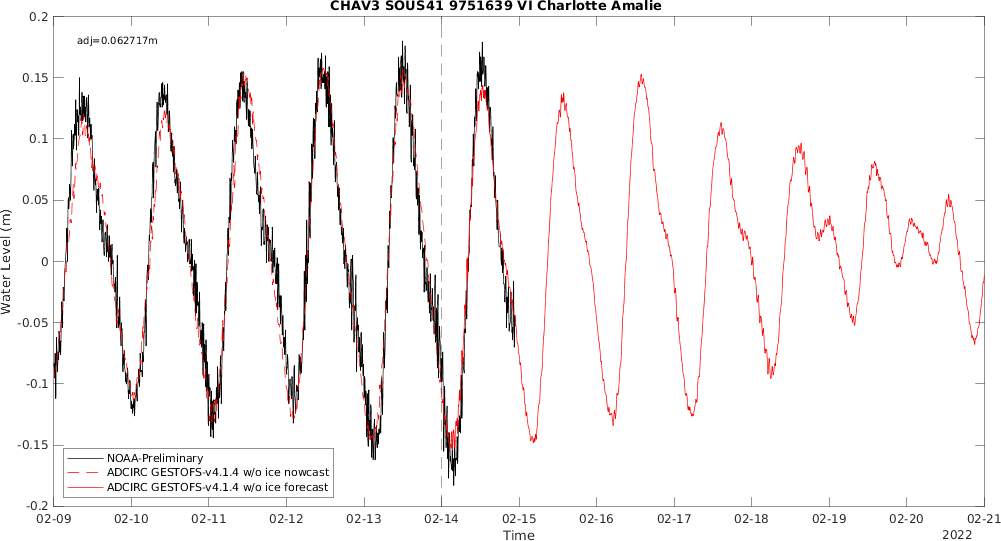 CHAV3 SOUS41 9751639 VI Charlotte Amalie
adj=0.062717m
0.2
0.15
0.1
0.05
0
-0.05
-0.1
-0.15
-0.2
Water Level (m)
NOAA-Preliminary
ADCIRC GESTOFS-v4.1.4 w/o ice nowcast
ADCIRC GESTOFS-v4.1.4 w/o ice forecast
02-09 02-10 02-11 02-12 02-13 02-14 02-15 02-16 02-17 02-18 02-19 02-20 02-21
Time
2022